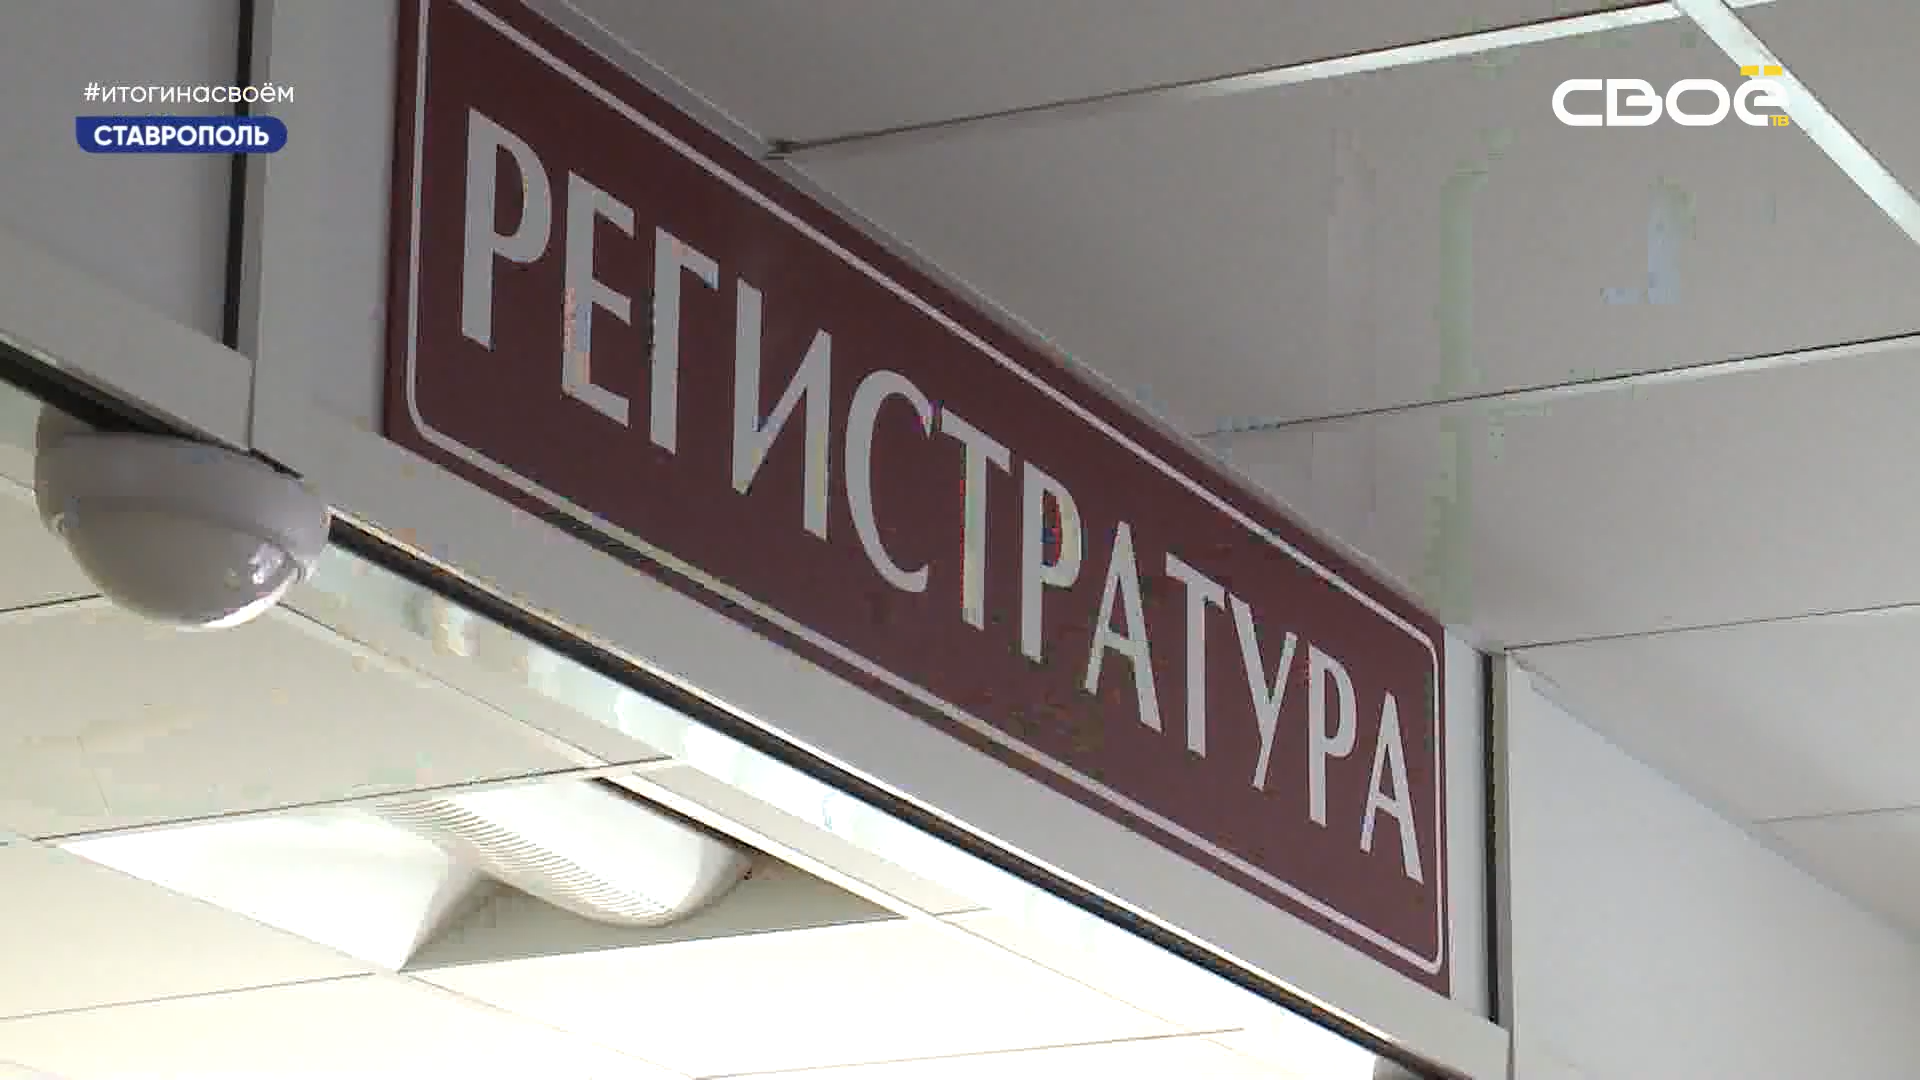 #итогинасвоём
СТАВРОПОЛЬ
СВОЁ
ТВ
РЕГИСТРАТУРА